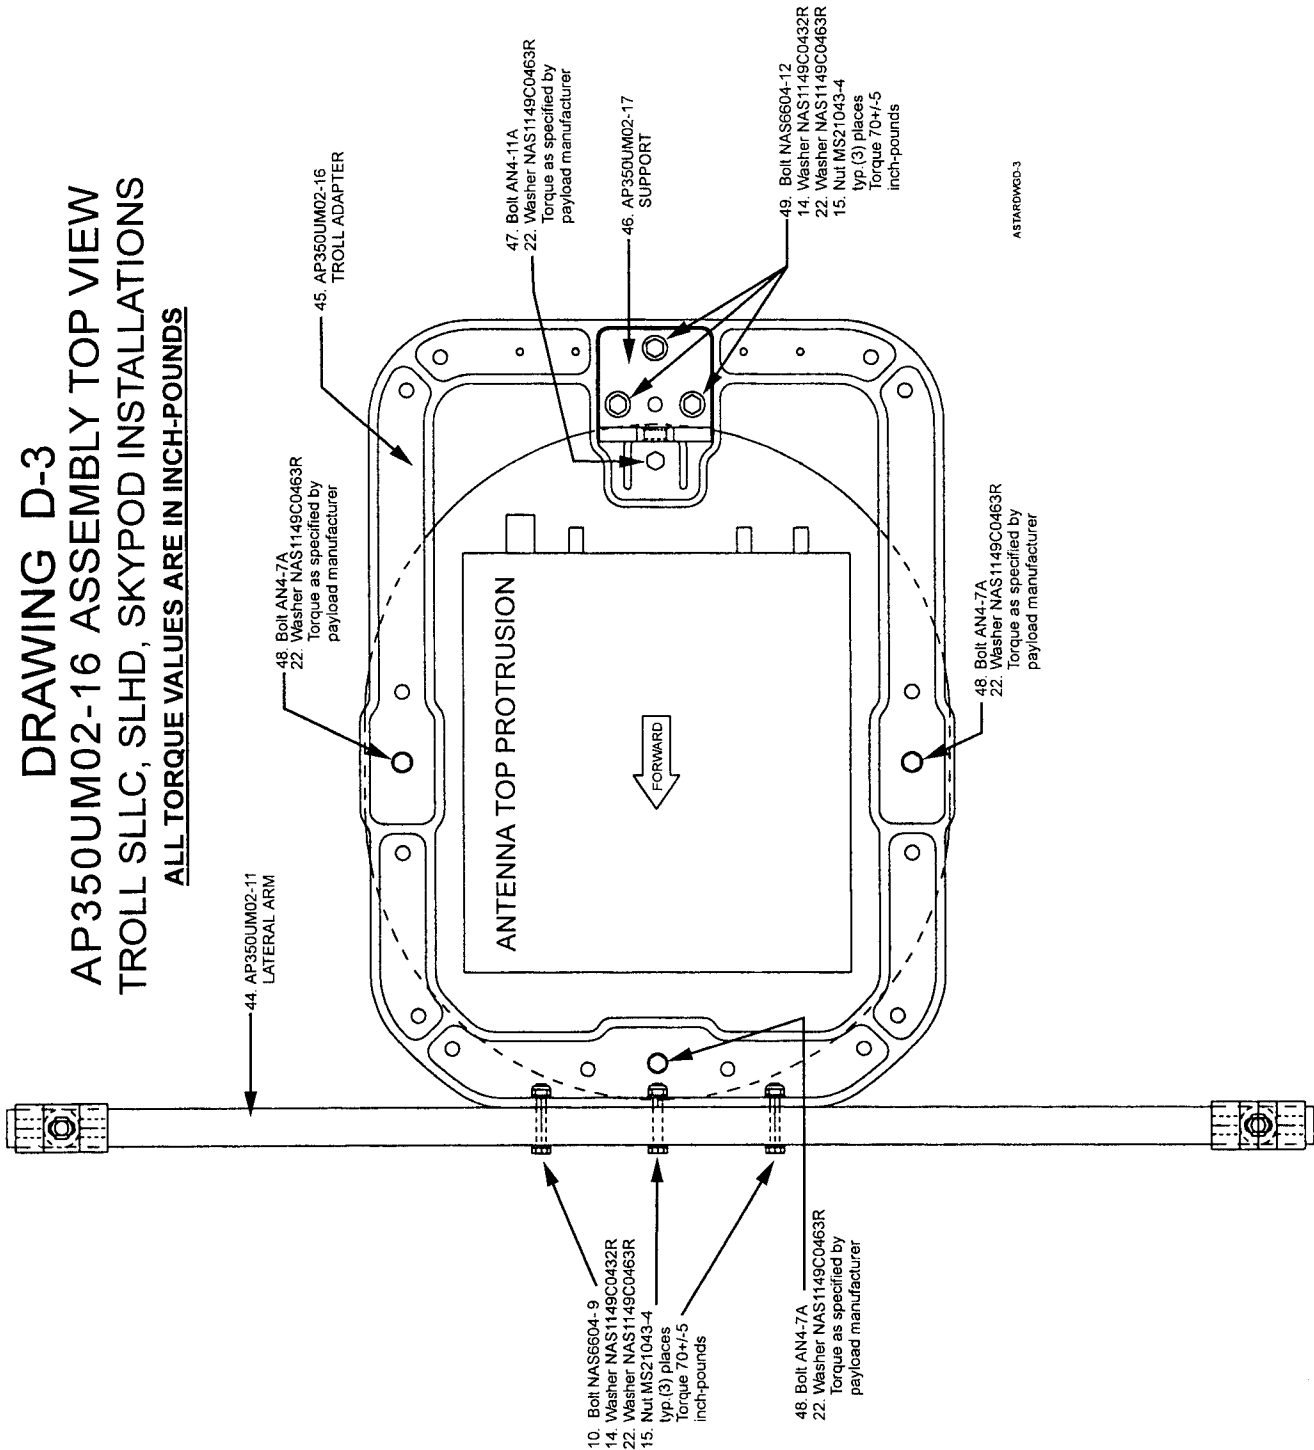 DRAWING D-3
AP350UM02-16 ASSEMBLY TOP VIEW
TROLL SLLC, SLHD, SKYPOD INSTALLATIONS
ALL TORQUE VALUES ARE IN INCH-POUNDS
44. AP350UM02-11
LATERAL ARM
48. Bolt AN4-7A
22. Washer NAS1149C0463R
Torque as specified by
payload manufacturer
45. AP350UM02-16
TROLL ADAPTER
47. Bolt AN4-11A
22. Washer NAS1149C0463R
Torque as specified by
payload manufacturer
46. AP350UM02-17
SUPPORT
49. Bolt NAS6604-12
14. Washer NAS1149C0432R
22. Washer NAS1149C0463R
15. Nut MS21043-4
typ.(3) places
Torque 70+/-5
inch-pounds
ANTENNA TOP PROTRUSION
FORWARD
10. Bolt NAS6604- 9
14. Washer NAS1149C0432R
22. Washer NAS1149C0463R
15. Nut MS21043-4
typ.(3) places
Torque 70+/-5
inch-pounds
48. Bolt AN4-7A
22. Washer NAS1149C0463R
Torque as specified by
payload manufacturer
48. Bolt AN4-7A
22. Washer NAS1149C0463R
Torque as specified by
payload manufacturer
ASTARDWGD-3